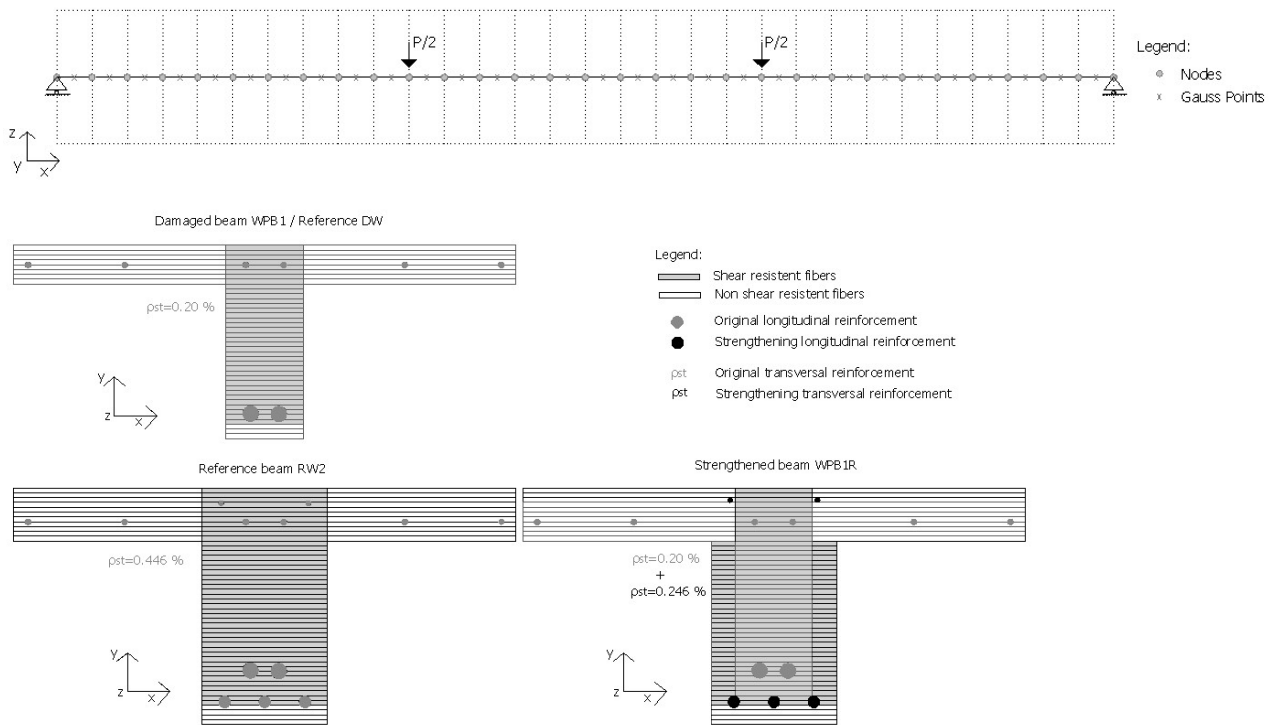 P/2
P/2
Legend:
Nodes
Gauss Points
z
y
x
Damaged beam WPB1 / Reference DW
ρst=0.20 %
y
z
x
Legend:
Shear resistent fibers
Non shear resistent fibers
Original longitudinal reinforcement
Strengthening longitudinal reinforcement
ρst Original transversal reinforcement
ρst Strengthening transversal reinforcement
Reference beam RW2
ρst=0.446 %
y
z
x
Strengthened beam WPB1R
ρst=0.20 %
+
ρst=0.246 %
y
z
x